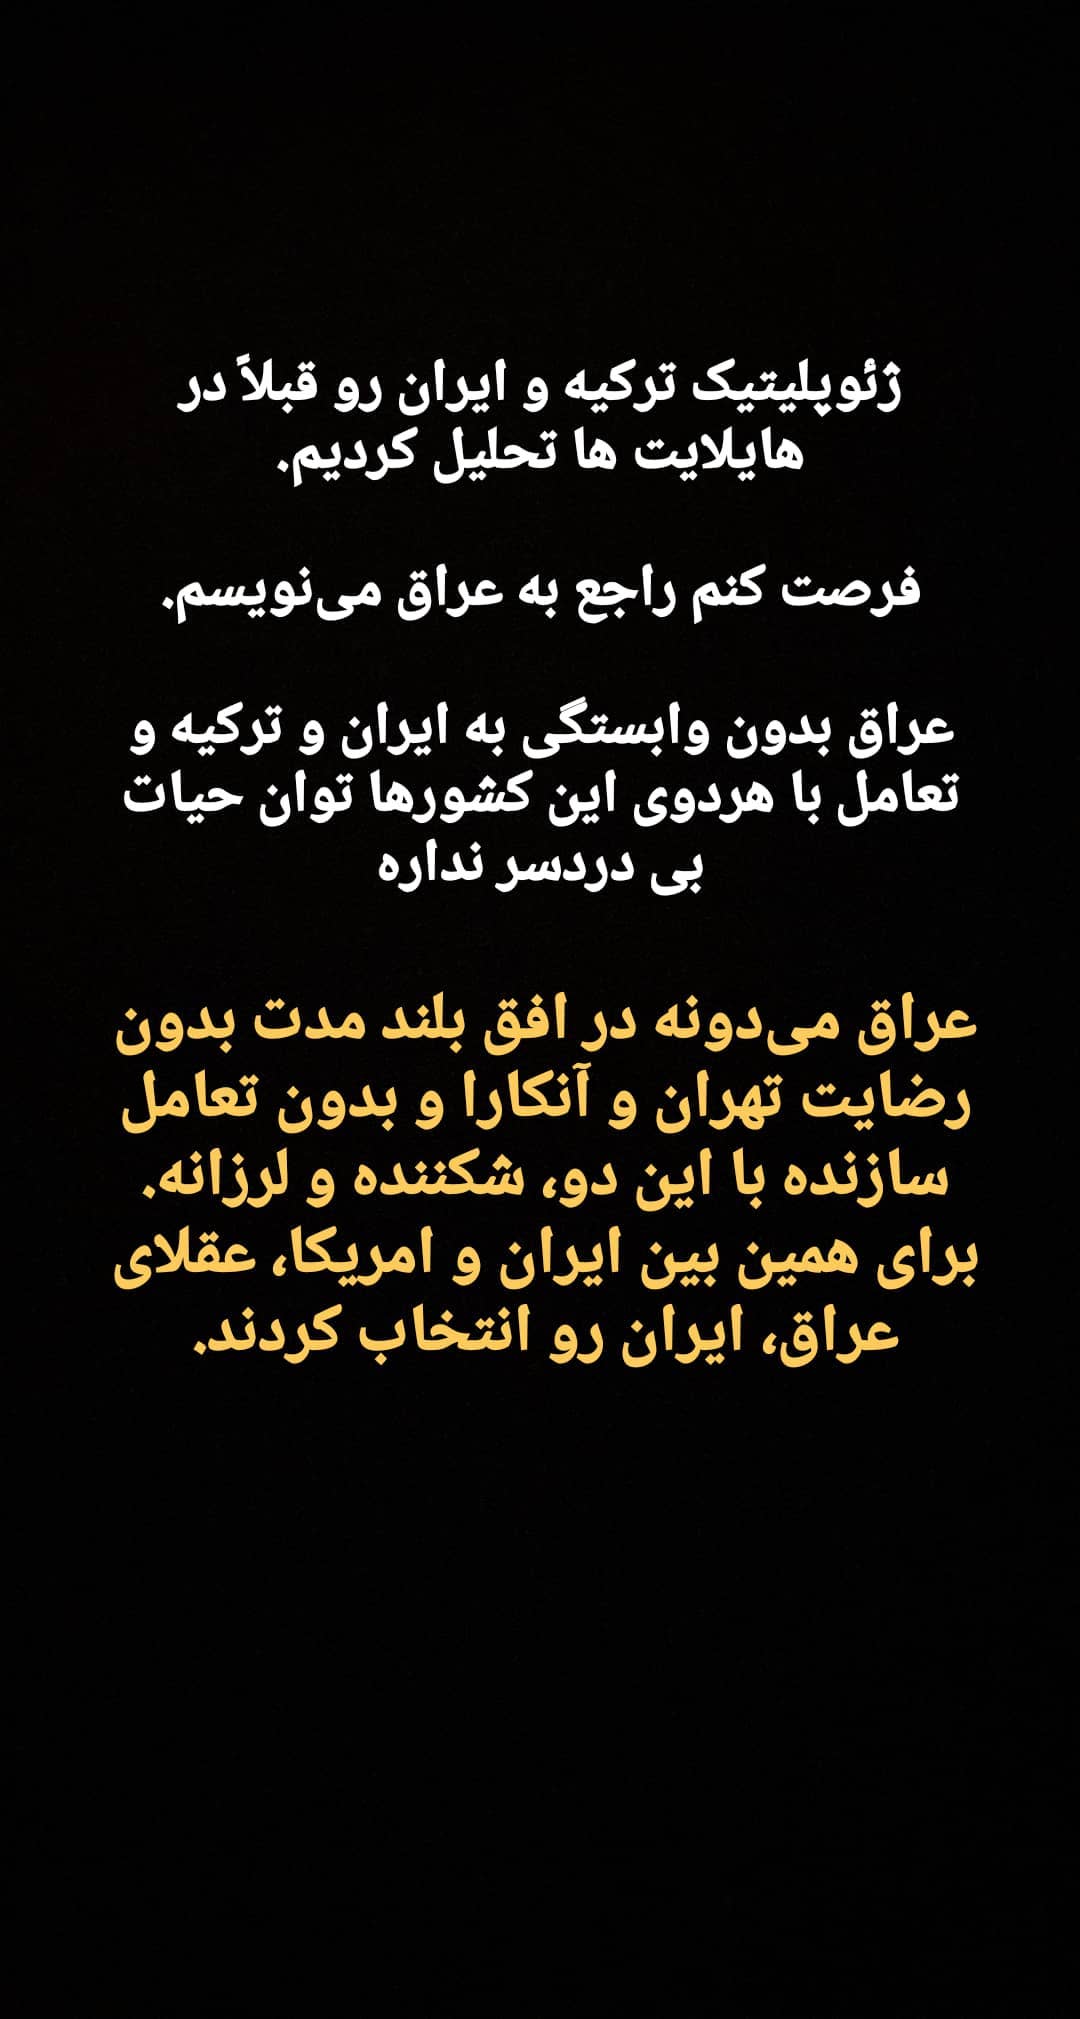 ژئوپلیتیک ترکیه و ایران رو قبلاً در
هایلایت ها تحلیل کردیم.
فرصت کنم راجع به عراق می‌نویسم.
عراق بدون وابستگی به ایران و ترکیه و
تعامل با هردوی این کشورها توان حیات
بی دردسر نداره
عراق می‌دونه در افق بلند مدت بدون
رضایت تهران و آنکارا و بدون تعامل
سازنده با این دو، شکننده و لرزانه.
برای همین بین ایران و امریکا، عقلای
عراق، ایران رو انتخاب کردند.